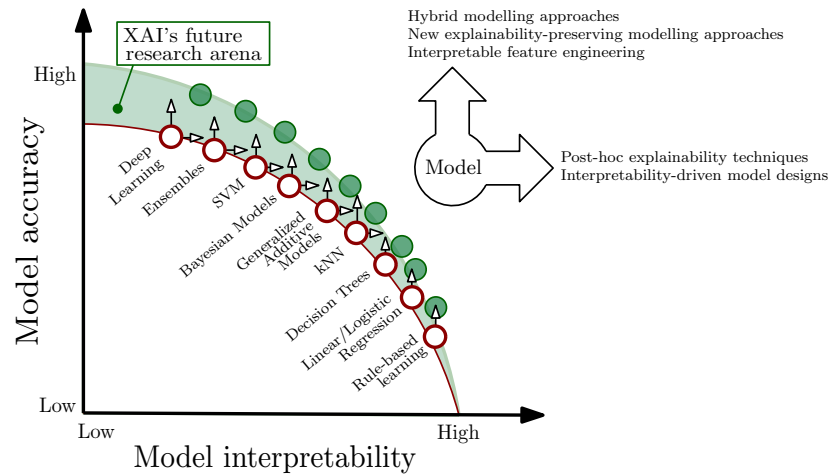 Hybrid modelling approaches
New explainability-preserving modelling approaches
Interpretable feature engineering
XAI's future
research arena
High
Model
Post-hoc explainability techniques
Interpretability-driven model designs
Model accuracy
Deep
Learning
Ensembles
SVM
Bayesian Models
Generalized
Additive
Models
kNN
Decision Trees
Linear/Logistic
Regression
Rule-based
learning
Low
Low
High
Model interpretability